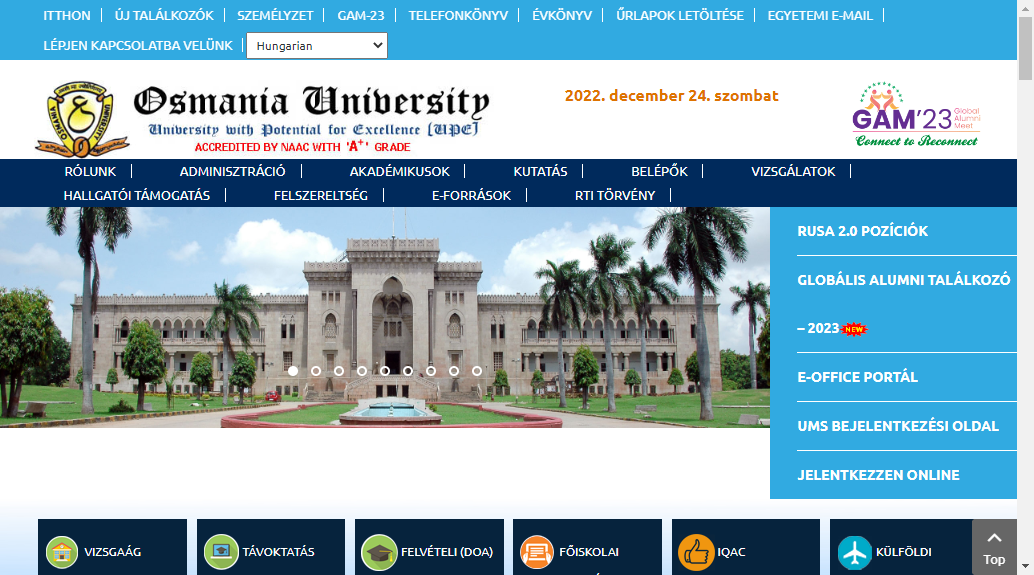 ITTHON ÚJ TALÁLKOZÓK SZEMÉLYZET GAM-23 TELEFONKÖNYV ÉVKÖNYV ŰRLAPOK LETÖLTÉSE EGYETEMI E-MAIL
LÉPJEN KAPCSOLATBA VELÜNK Hungarian
Osmania University
University with Potential for Excellence [UPE]
ACCREDITED BY NAAC WITH 'A+' GRADE
2022. december 24. szombat
GAM'23 Global Alumni Meet
Connect to Reconnect
RÓLUNK ADMINISZTRÁCIÓ AKADÉMIKUSOK KUTATÁS BELÉPŐK VIZSGÁLATOK
HALLGATÓI TÁMOGATÁS FELSZERELTSÉG E-FORRÁSOK RTI TÖRVÉNY
RUSA 2.0 POZÍCIÓK
GLOBÁLIS ALUMNI TALÁLKOZÓ
– 2023 NEW
E-OFFICE PORTÁL
UMS BEJELENTKEZÉSI OLDAL
JELENTKEZZEN ONLINE
VIZSGAÁG TÁVOKTATÁS FELVÉTELI (DOA) FŐISKOLAI IQAC KÜLFÖLDI
Top